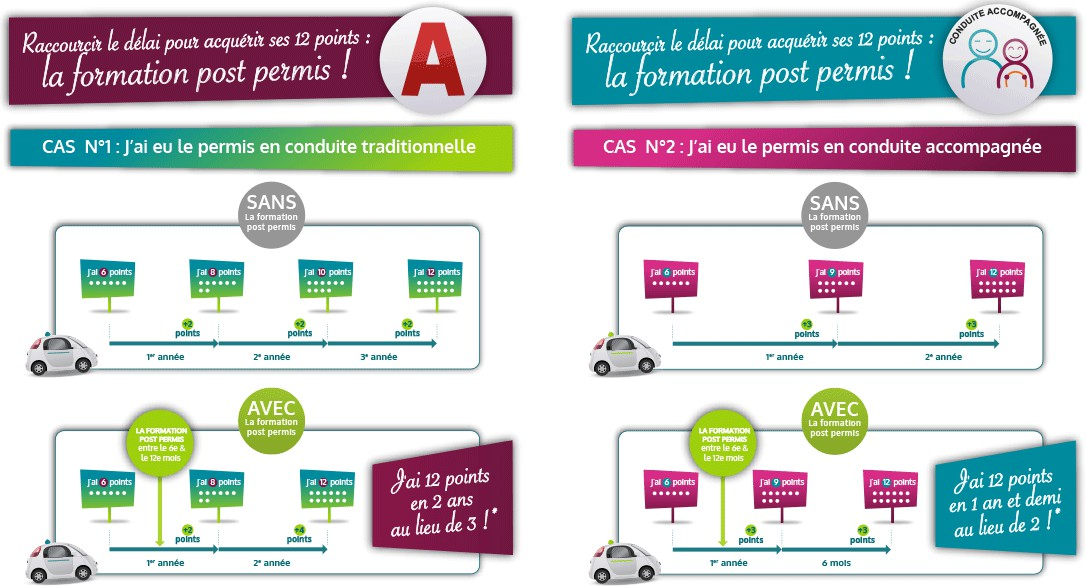 Raccourcir le délai pour acquérir ses 12 points :
la formation post permis !
A
CAS N°1 : J'ai eu le permis en conduite traditionnelle
SANS
La formation
post permis
J'ai 6 points
J'ai 8 points
J'ai 10 points
J'ai 12 points
+2
points
+2
points
+2
points
1er année
2e année
3e année
AVEC
La formation
post permis
LA FORMATION
POST PERMIS
entre le 6e &
le 12e mois
J'ai 6 points
J'ai 8 points
J'ai 12 points
+2
points
+4
points
1er année
2e année
J'ai 12 points
en 2 ans
au lieu de 3 !*
Raccourcir le délai pour acquérir ses 12 points :
la formation post permis !
CONDUITE ACCOMPAGNÉE
CAS N°2 : J'ai eu le permis en conduite accompagnée
SANS
La formation
post permis
J'ai 6 points
J'ai 9 points
J'ai 12 points
+3
points
+3
points
1er année
2e année
AVEC
La formation
post permis
LA FORMATION
POST PERMIS
entre le 6e &
le 12e mois
J'ai 6 points
J'ai 9 points
J'ai 12 points
+3
points
+3
points
1er année
6 mois
J'ai 12 points
en 1 an et demi
au lieu de 2 !*